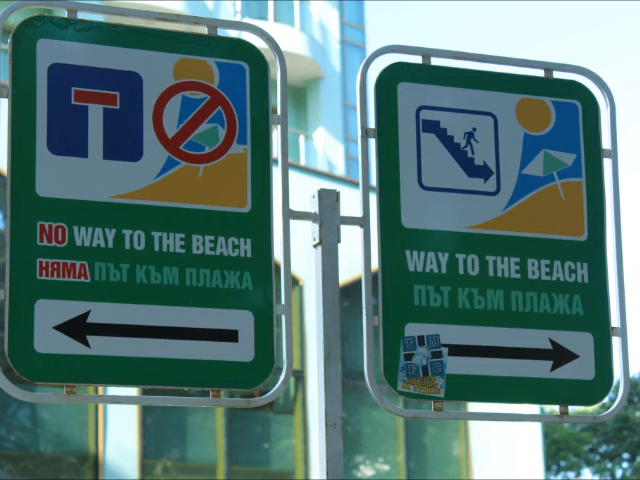 NO WAY TO THE BEACH
НЯМА ПЪТ КЪМ ПЛАЖА
WAY TO THE BEACH
ПЪТ КЪМ ПЛАЖА